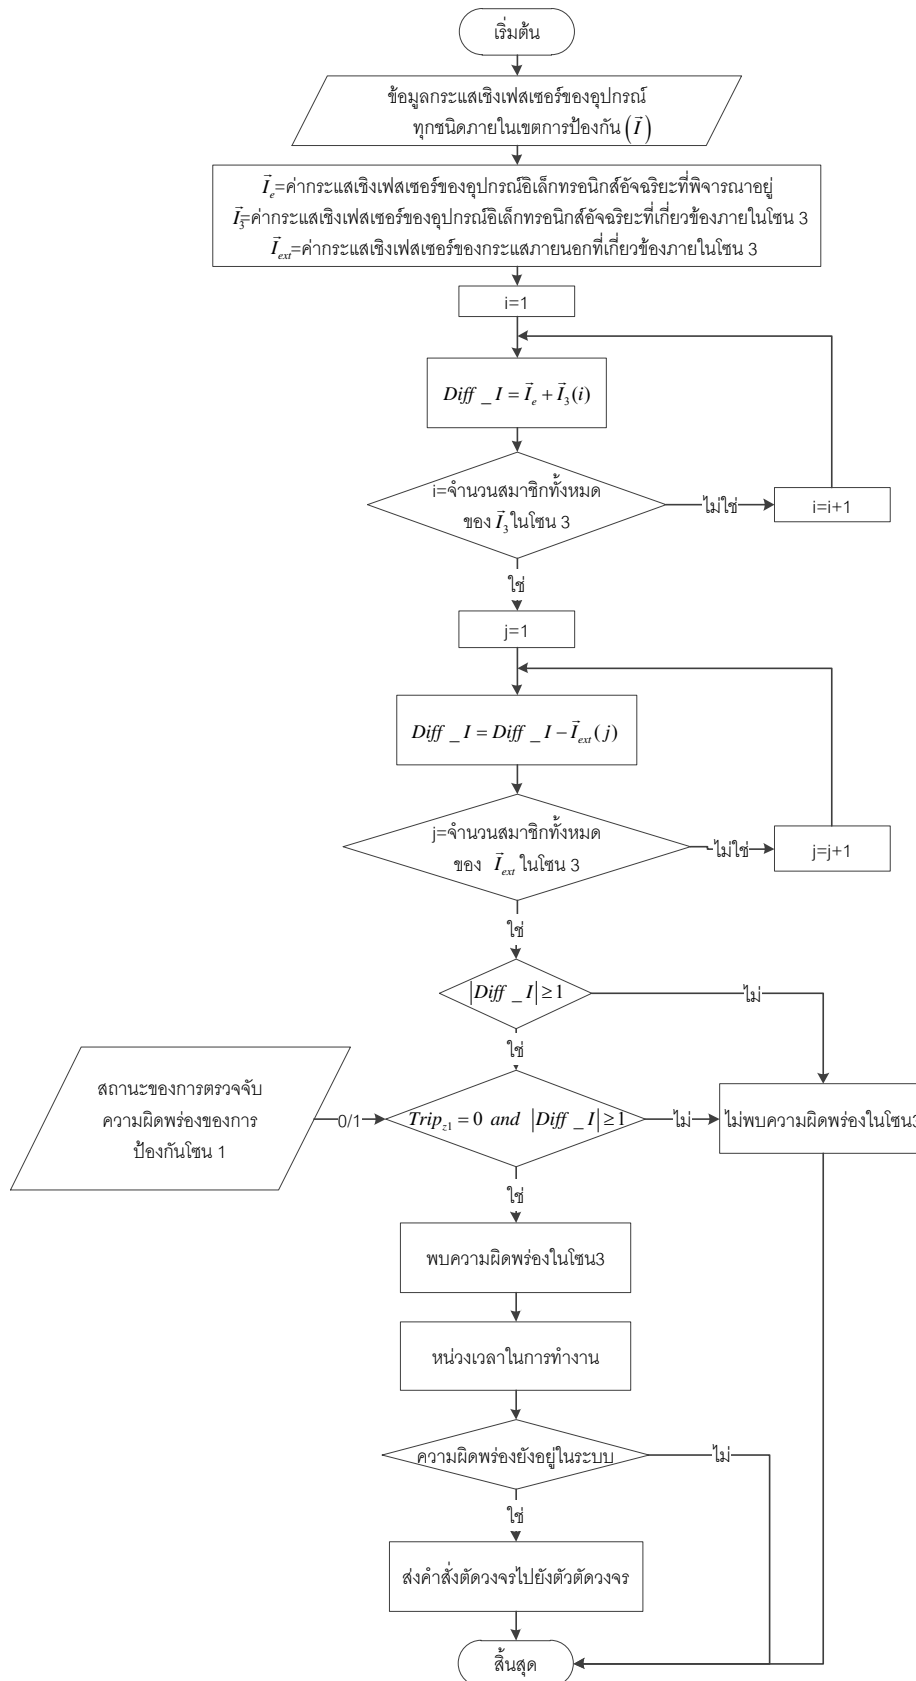 เริ่มต้น
ข้อมูลกระแสเชิงเฟสเซอร์ของอุปกรณ์
ทุกชนิดภายในเขตการป้องกัน (I⃗)
I⃗e=ค่ากระแสเชิงเฟสเซอร์ของอุปกรณ์อิเล็กทรอนิกส์อัจฉริยะที่พิจารณาอยู่
I⃗3=ค่ากระแสเชิงเฟสเซอร์ของอุปกรณ์อิเล็กทรอนิกส์อัจฉริยะที่เกี่ยวข้องภายในโซน 3
I⃗ext=ค่ากระแสเชิงเฟสเซอร์ของกระแสภายนอกที่เกี่ยวข้องภายในโซน 3
i=1
Diff _ I = I⃗e + I⃗3(i)
i=จำนวนสมาชิกทั้งหมด
ของ I⃗3 ในโซน 3
ไม่ใช่
i=i+1
ใช่
j=1
Diff _ I = Diff _ I − I⃗ext(j)
j=จำนวนสมาชิกทั้งหมด
ของ I⃗ext ในโซน 3
ไม่ใช่
j=j+1
ใช่
|Diff _ I| ≥ 1
ไม่
ใช่
สถานะของการตรวจจับ
ความผิดพร่องของการ
ป้องกันโซน 1
0/1
Tripz1 = 0 and |Diff _ I| ≥ 1
ไม่
ไม่พบความผิดพร่องในโซน3
ใช่
พบความผิดพร่องในโซน3
หน่วงเวลาในการทำงาน
ความผิดพร่องยังอยู่ในระบบ
ไม่
ใช่
ส่งคำสั่งตัดวงจรไปยังตัวตัดวงจร
สิ้นสุด